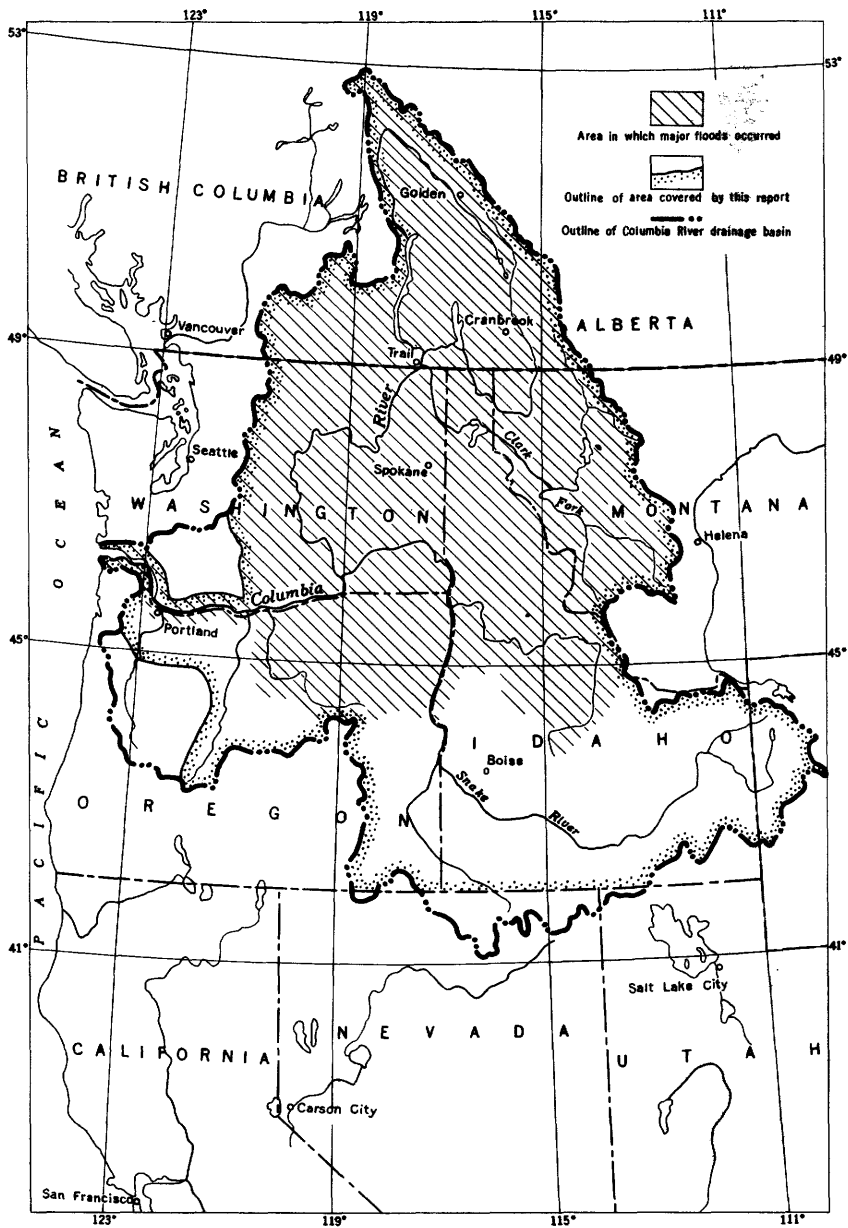 123°
119°
115°
111°
53°
53°
Area in which major floods occurred
Outline of area covered by this report
Outline of Columbia River drainage basin
BRITISH COLUMBIA
Golden
Vancouver
Cranbrook
ALBERTA
49°
49°
Trail
River
Clark
Seattle
Spokane
WASHINGTON
Fork
MONTANA
Helena
Columbia
Portland
45°
45°
IDAHO
Boise
Snake
River
OREGON
PACIFIC OCEAN
41°
41°
Salt Lake City
NEVADA
CALIFORNIA
UTAH
Carson City
San Francisco
123°
119°
115°
111°